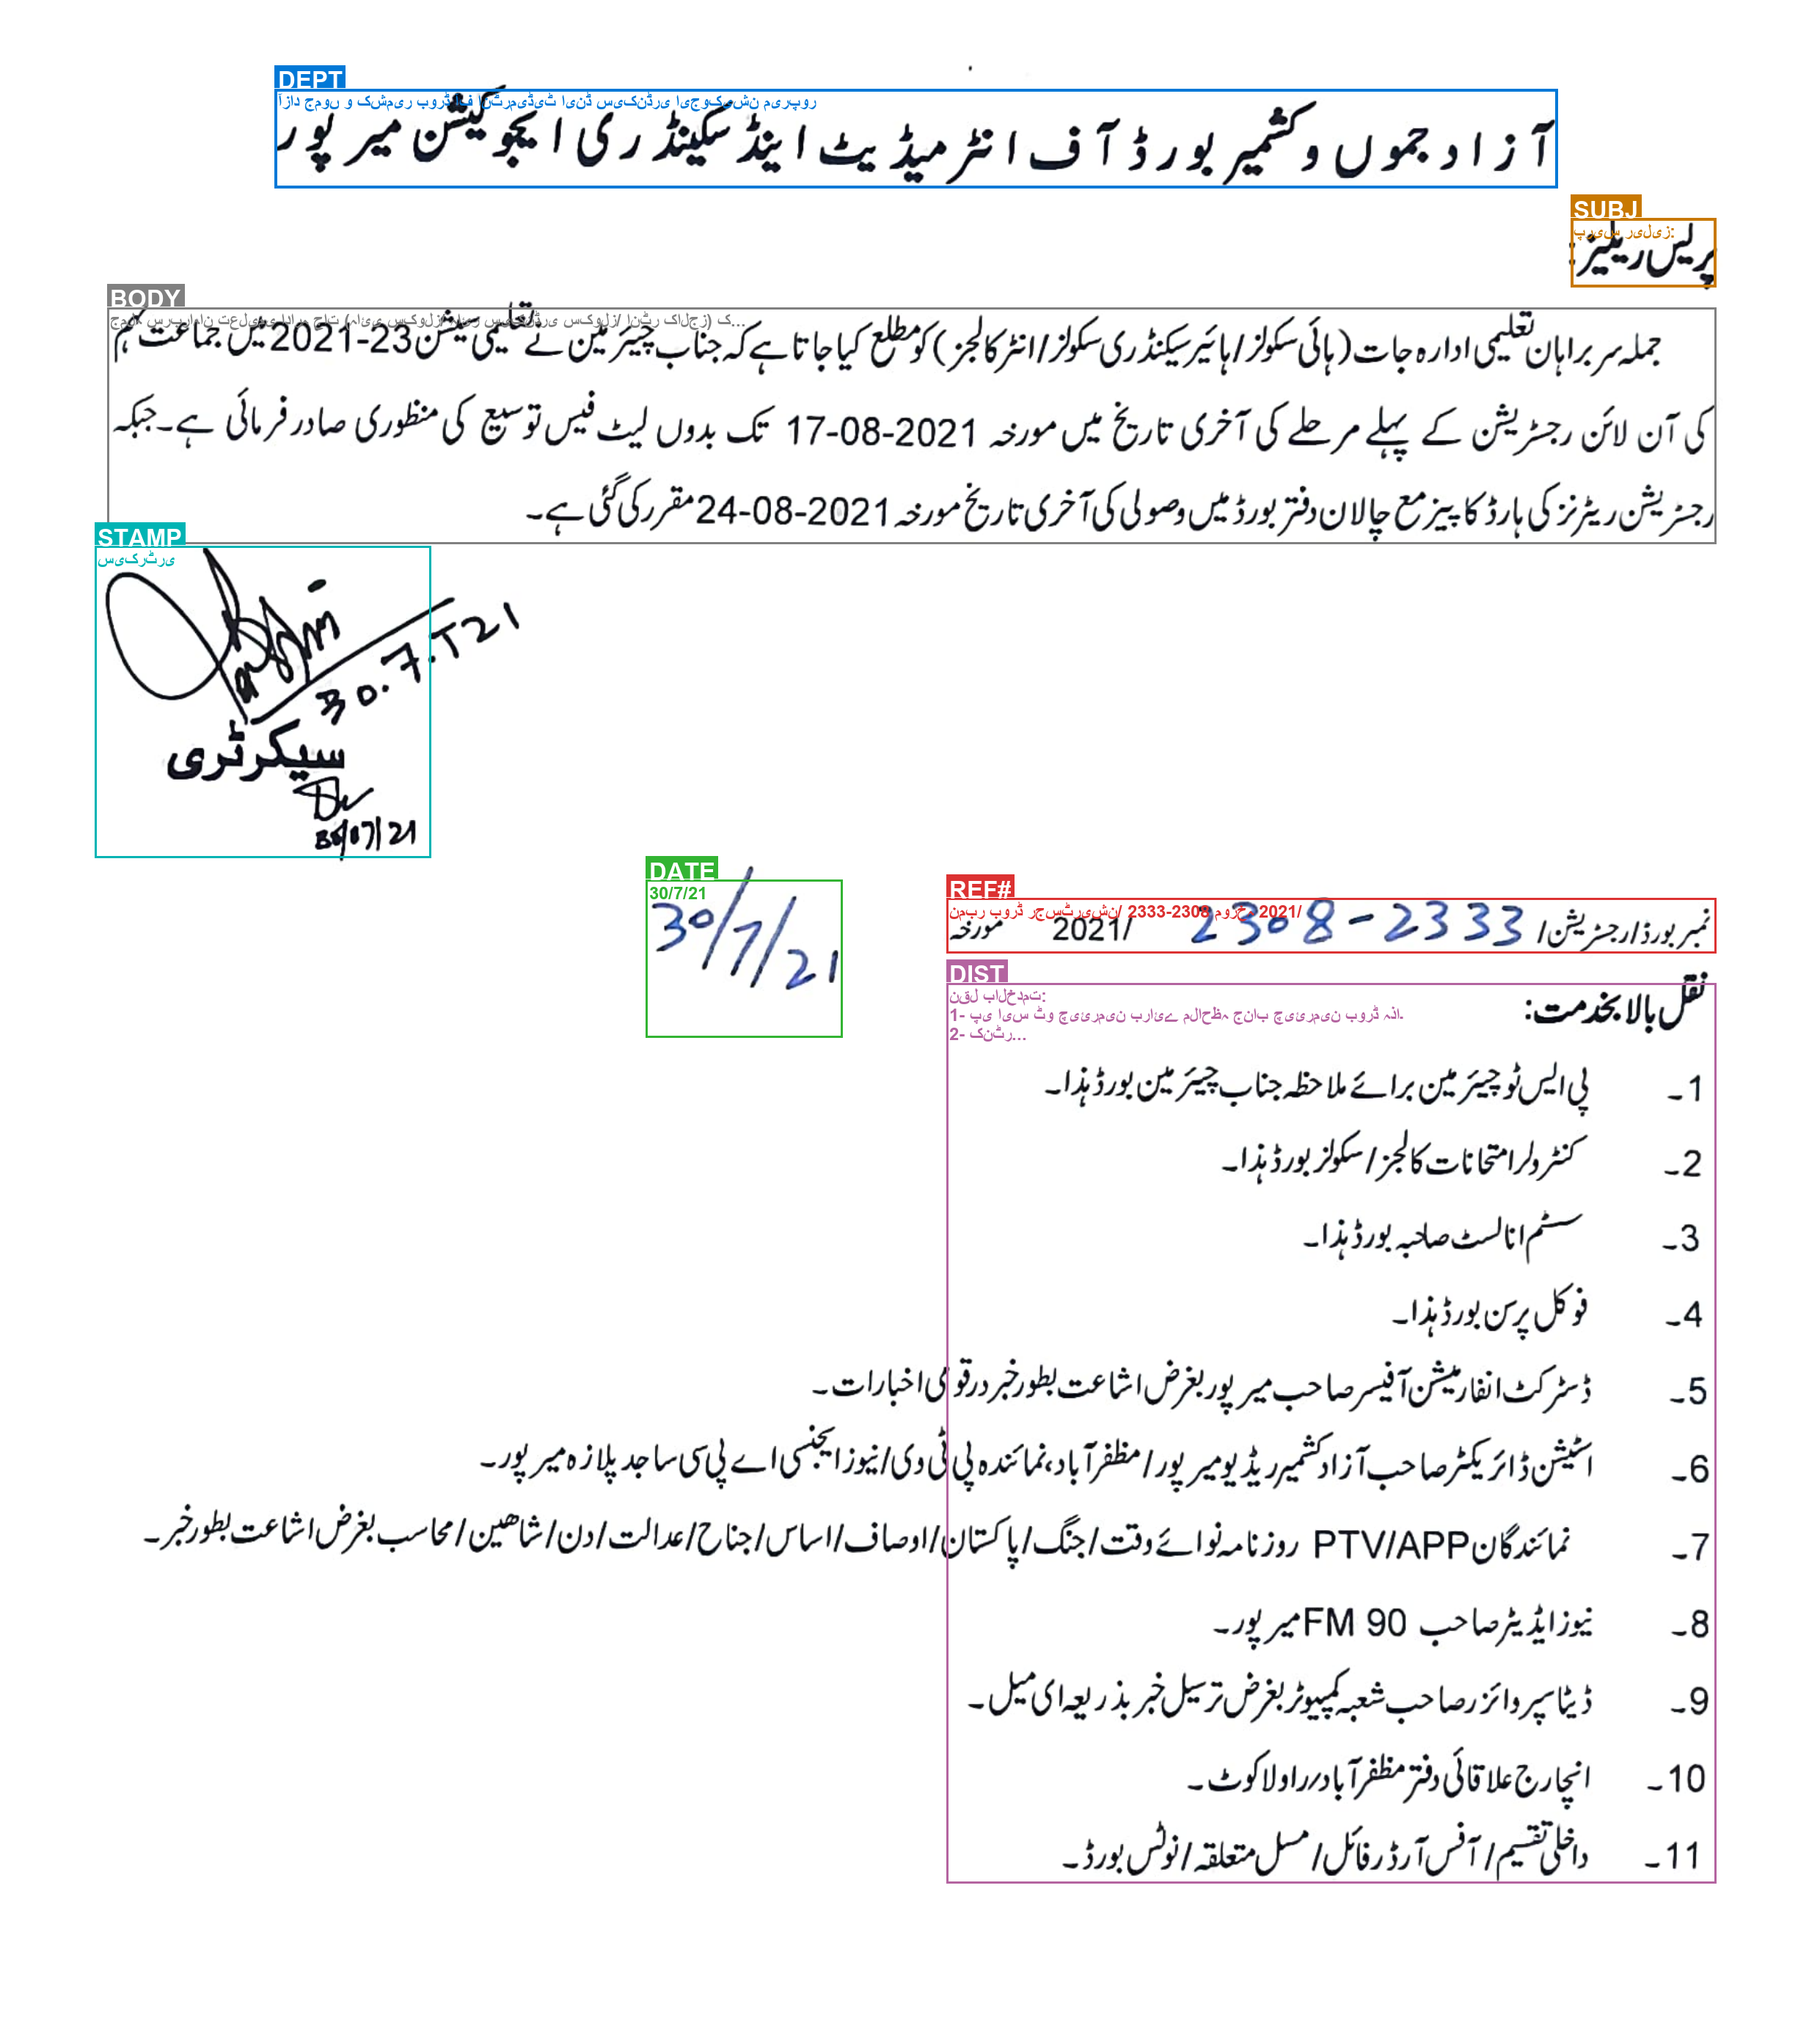 آزاد جموں و کشمیر بورڈ آف انٹرمیڈیٹ اینڈ سیکنڈری ایجوکیشن میرپور
پریس ریلیز:
جملہ سربراہان تعلیمی ادارہ جات (ہائی سکولز/ہائیر سیکنڈری سکولز/انٹر کالجز) کو مطلع کیا جاتا ہے کہ جناب چیئرمین نے تعلیمی سیشن 2021-23 میں جماعت نہم
کی آن لائن رجسٹریشن کے پہلے مرحلے کی آخری تاریخ میں مورخہ 17-08-2021 تک بدوں لیٹ فیس توسیع کی منظوری صادر فرمائی ہے۔ جبکہ
رجسٹریشن ریٹرنز کی ہارڈ کاپیز مع چالان دفتر بورڈ میں وصولی کی آخری تاریخ مورخہ 24-08-2021 مقرر کی گئی ہے۔
سیکرٹری
30/07/21
نمبر بورڈ/رجسٹریشن/ 2308-2333 /2021 مورخہ 30/7/21
نقل بالا بخدمت:
1۔ پی ایس ٹو چیئرمین برائے ملاحظہ جناب چیئرمین بورڈ ہذا۔
2۔ کنٹرولر امتحانات کالجز/سکولز بورڈ ہذا۔
3۔ سسٹم انالسٹ صاحبہ بورڈ ہذا۔
4۔ فوکل پرسن بورڈ ہذا۔
5۔ ڈسٹرکٹ انفارمیشن آفیسر صاحب میرپور بغرض اشاعت بطور خبر در قومی اخبارات۔
6۔ اسٹیشن ڈائریکٹر صاحب آزاد کشمیر ریڈیو میرپور/مظفرآباد، نمائندہ پی ٹی وی/نیوز ایجنسی اے پی سی ساجد پلازہ میرپور۔
7۔ نمائندگان PTV/APP روزنامہ نوائے وقت/جنگ/پاکستان/اوصاف/اساس/جناح/عدالت/دن/شاھین/محاسب بغرض اشاعت بطور خبر۔
8۔ نیوز ایڈیٹر صاحب FM 90 میرپور۔
9۔ ڈیٹا سپروائزر صاحب شعبہ کمپیوٹر بغرض ترسیل خبر بذریعہ ای میل۔
10۔ انچارج علاقائی دفتر مظفرآباد/راولاکوٹ۔
11۔ داخلی تقسیم/آفس آرڈر فائل/مسل متعلقہ/نوٹس بورڈ۔
DEPT
SUBJ
BODY
STAMP
DATE
30/7/21
REF#
DIST